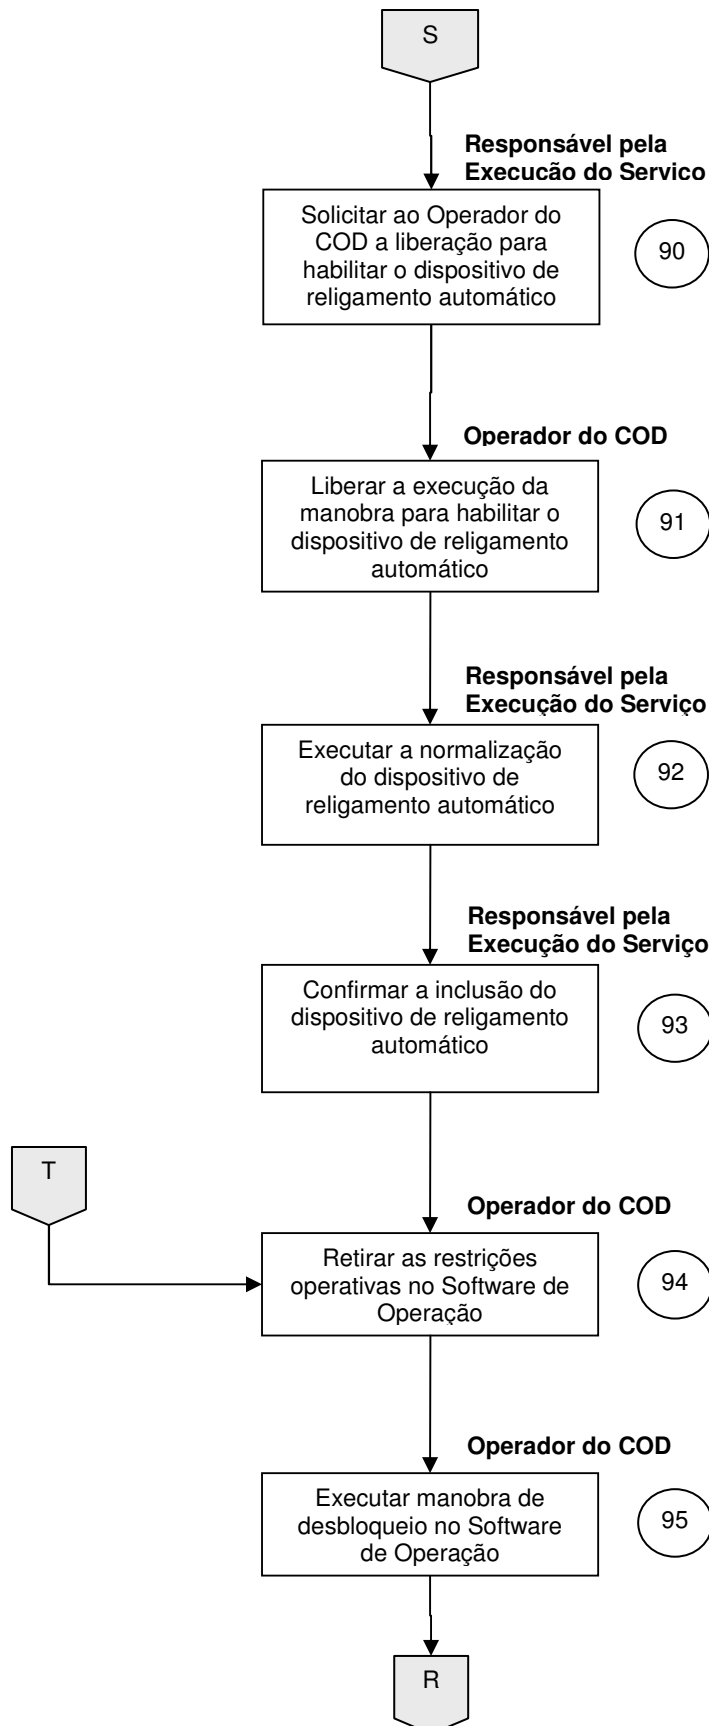 S
Responsável pela
Execução do Serviço
Solicitar ao Operador do
COD a liberação para
habilitar o dispositivo de
religamento automático
90
Operador do COD
Liberar a execução da
manobra para habilitar o
dispositivo de religamento
automático
91
Responsável pela
Execução do Serviço
Executar a normalização
do dispositivo de
religamento automático
92
Responsável pela
Execução do Serviço
Confirmar a inclusão do
dispositivo de religamento
automático
93
T
Operador do COD
Retirar as restrições
operativas no Software de
Operação
94
Operador do COD
Executar manobra de
desbloqueio no Software
de Operação
95
R